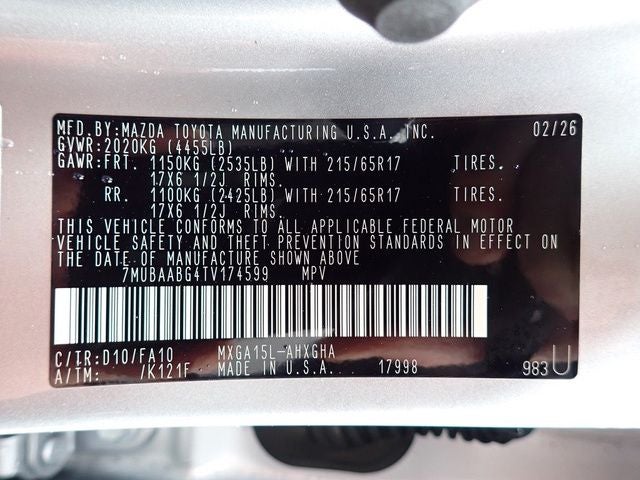 MFD.BY:MAZDA TOYOTA MANUFACTURING U.S.A. INC. 02/26
GVWR:2020KG (4455LB)
GAWR:FRT. 1150KG (2535LB) WITH 215/65R17 TIRES.
17X6 1/2J RIMS.
RR. 1100KG (2425LB) WITH 215/65R17 TIRES.
17X6 1/2J RIMS.
THIS VEHICLE CONFORMS TO ALL APPLICABLE FEDERAL MOTOR
VEHICLE SAFETY AND THEFT PREVENTION STANDARDS IN EFFECT ON
THE DATE OF MANUFACTURE SHOWN ABOVE
7MUBAABG4TV174599 MPV
C/TR:D10/FA10 MXGA15L-AHXGHA
A/TM: /K121F MADE IN U.S.A. 17998 983U